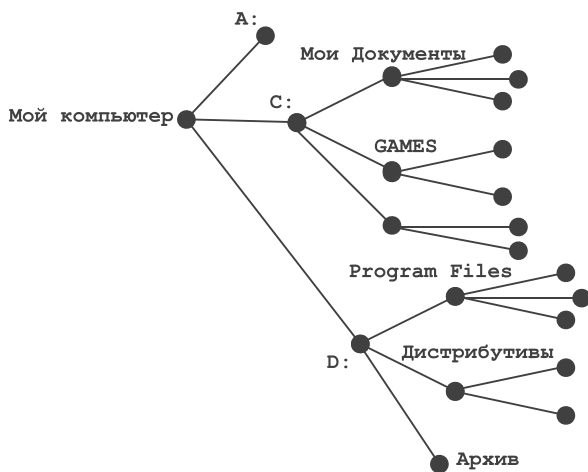 A:
Мои Документы
C:
Мой компьютер
GAMES
Program Files
D:
Дистрибутивы
Архив